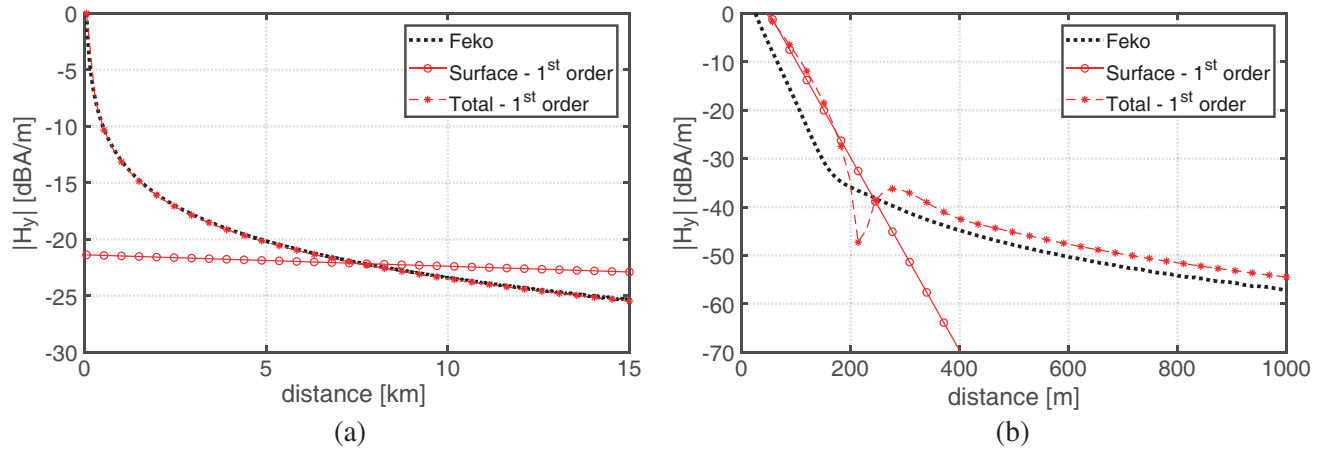 0
-5
-10
-15
-20
-25
-30
|Hy| [dBA/m]
0
5
10
15
distance [km]
Feko
Surface - 1st order
Total - 1st order
(a)
0
-10
-20
-30
-40
-50
-60
-70
|Hy| [dBA/m]
0
200
400
600
800
1000
distance [m]
Feko
Surface - 1st order
Total - 1st order
(b)